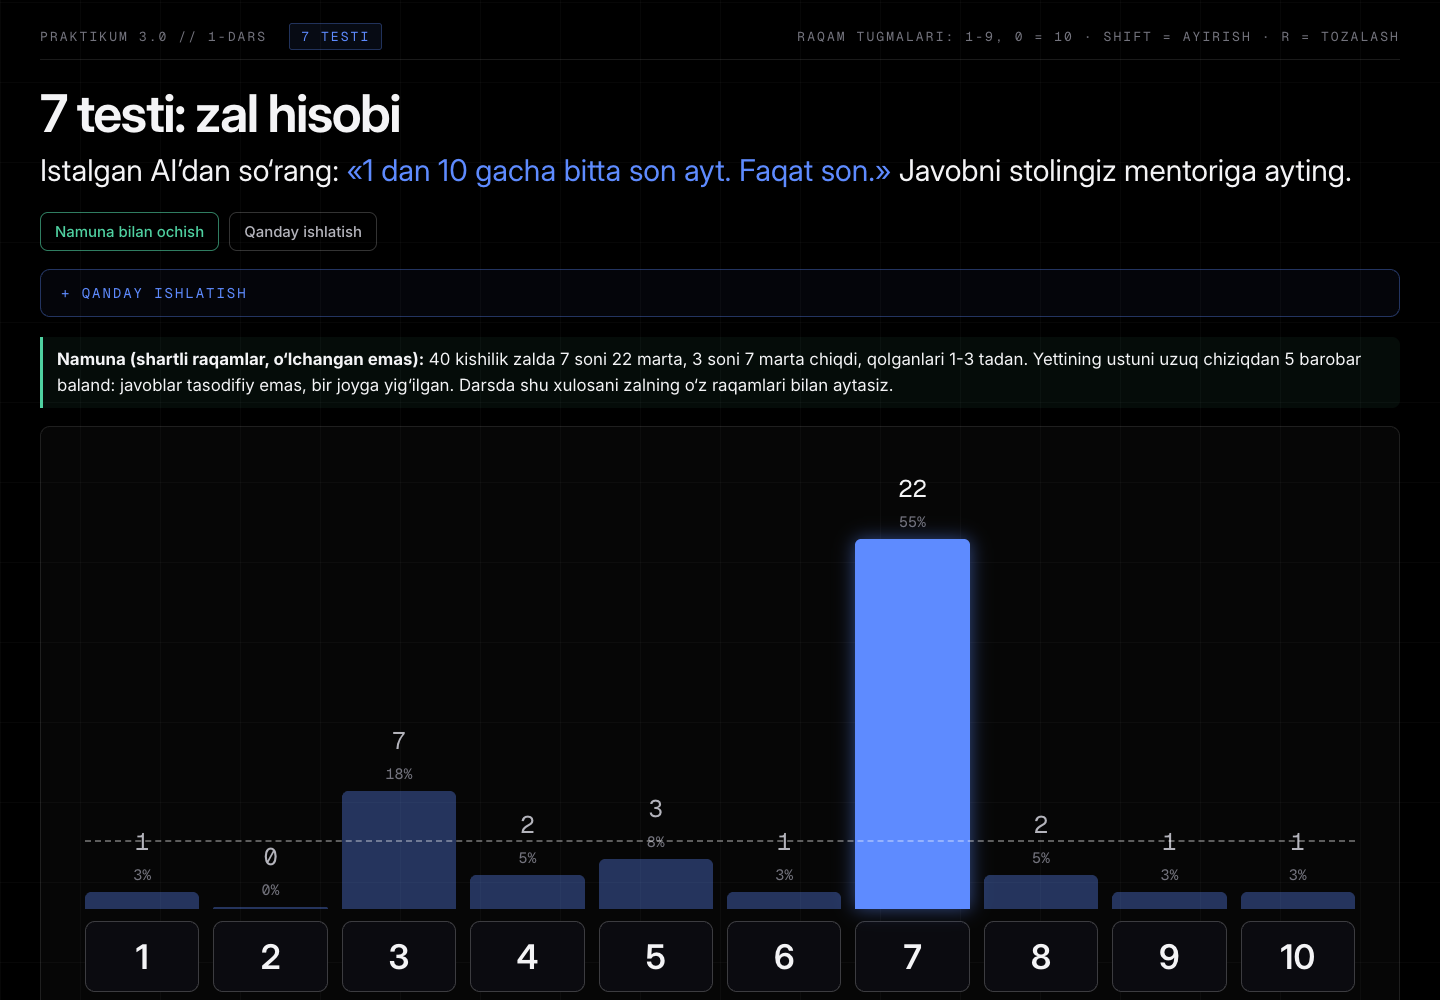 PRAKTIKUM 3.0 // 1-DARS 7 TESTI RAQAM TUGMALARI: 1-9, 0 = 10 · SHIFT = AYIRISH · R = TOZALASH
7 testi: zal hisobi
Istalgan AI’dan so‘rang: «1 dan 10 gacha bitta son ayt. Faqat son.» Javobni stolingiz mentoriga ayting.
Namuna bilan ochish Qanday ishlatish
+ QANDAY ISHLATISH
Namuna (shartli raqamlar, o‘lchangan emas): 40 kishilik zalda 7 soni 22 marta, 3 soni 7 marta chiqdi, qolganlari 1-3 tadan. Yettining ustuni uzuq chiziqdan 5 barobar
baland: javoblar tasodifiy emas, bir joyga yig‘ilgan. Darsda shu xulosani zalning o‘z raqamlari bilan aytasiz.
22
55%
7
18%
3
8%
2
5%
2
5%
1 1 1 1
3% 3% 3% 3%
0
0%
1 2 3 4 5 6 7 8 9 10